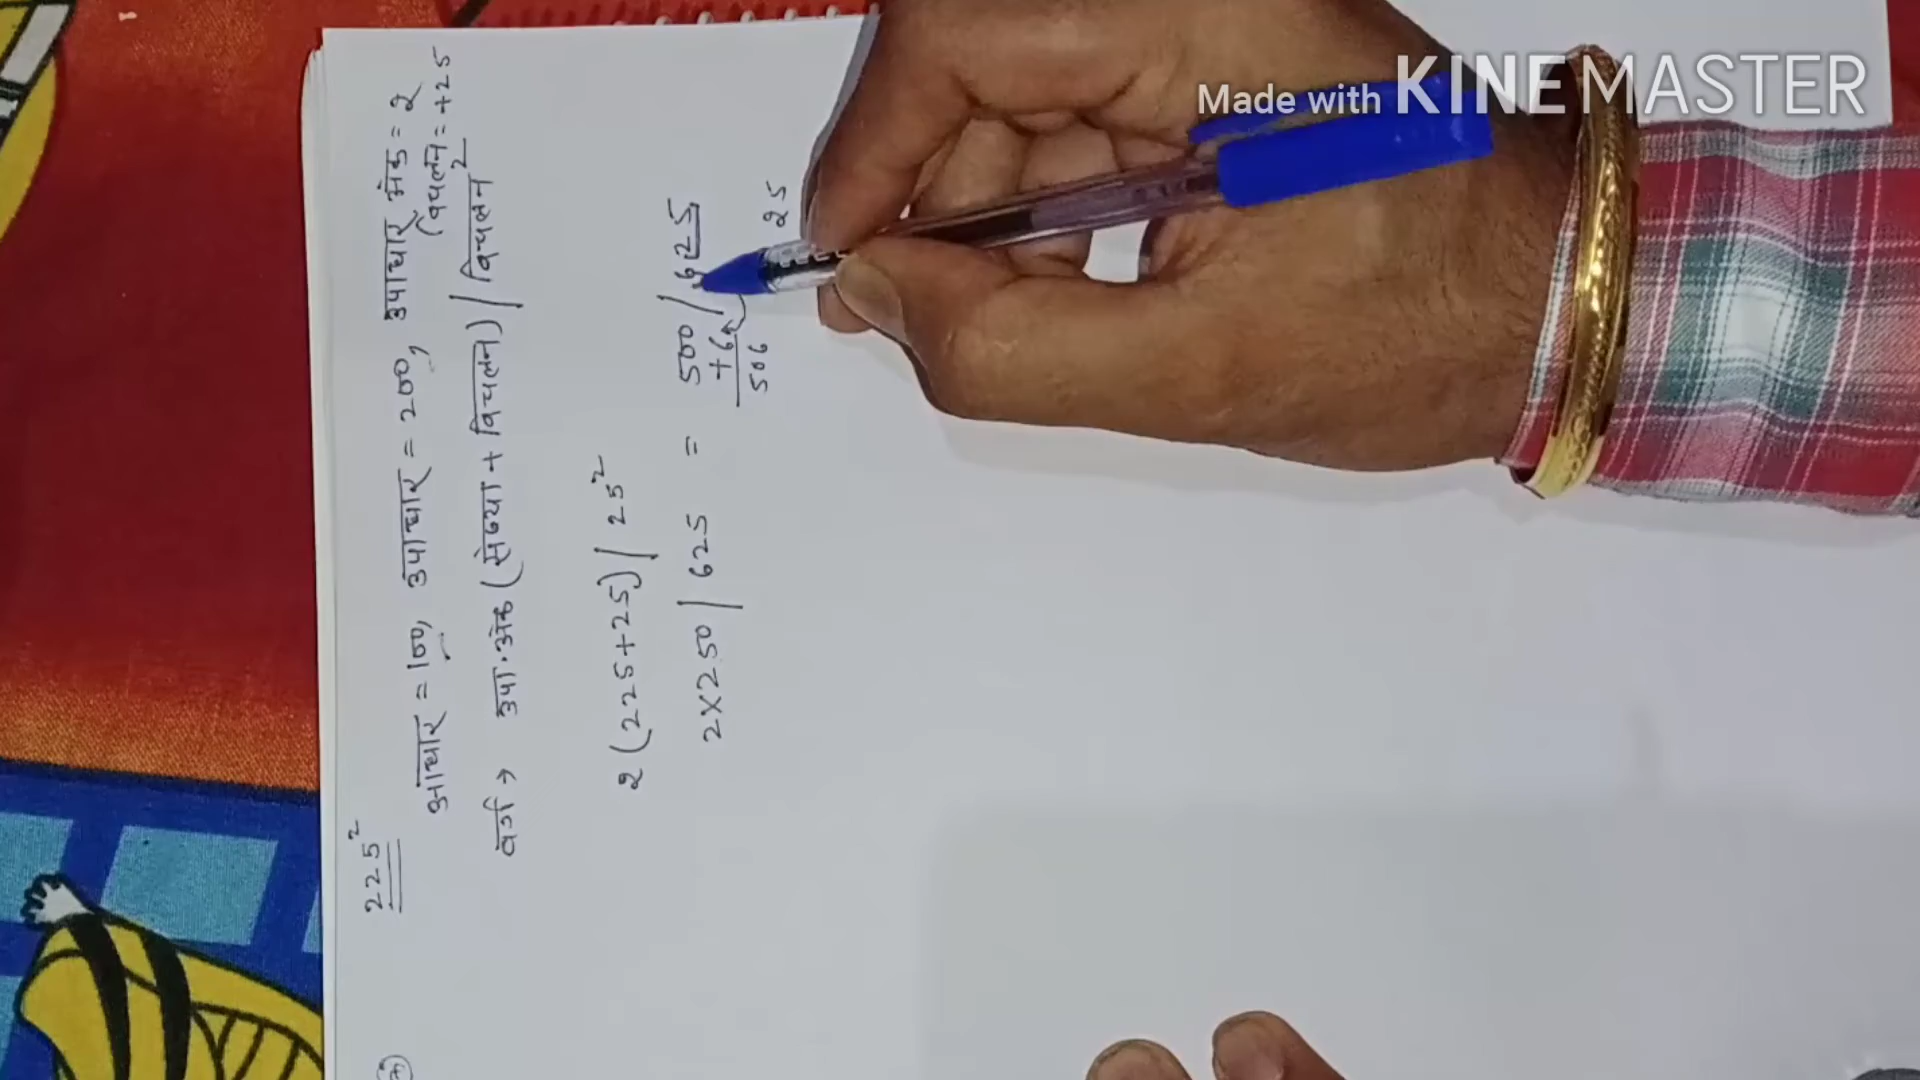 Made with KINEMASTER
225²
आधार = 100, उपाधार = 200, उपाधार अंक = 2
विचलन = +25
वर्ग → उपा. अंक (संख्या + विचलन) / विचलन²
2 (225+25) / 25²
2×250 / 625 = 500 / 625
+6
506 25